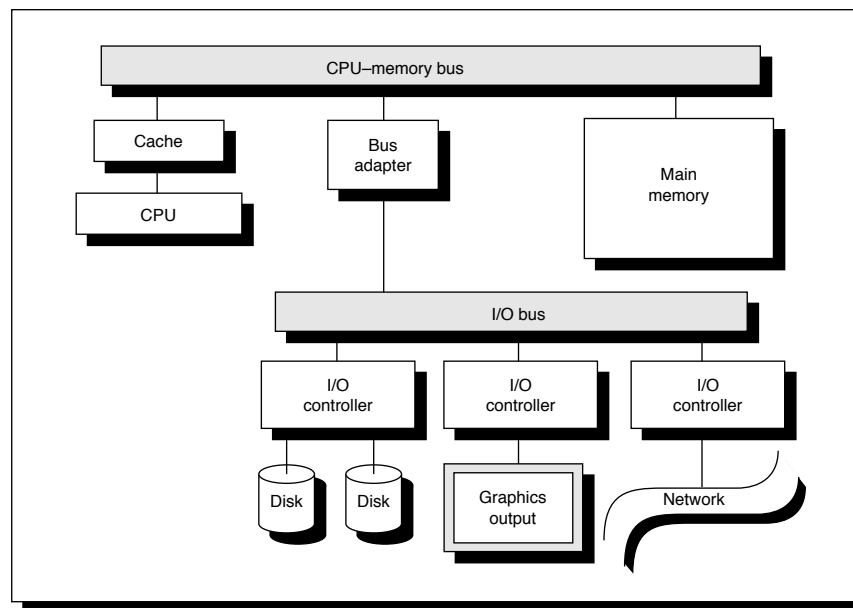 CPU–memory bus
Cache
Bus
adapter
Main
memory
CPU
I/O bus
I/O
controller
I/O
controller
I/O
controller
Disk
Disk
Graphics
output
Network